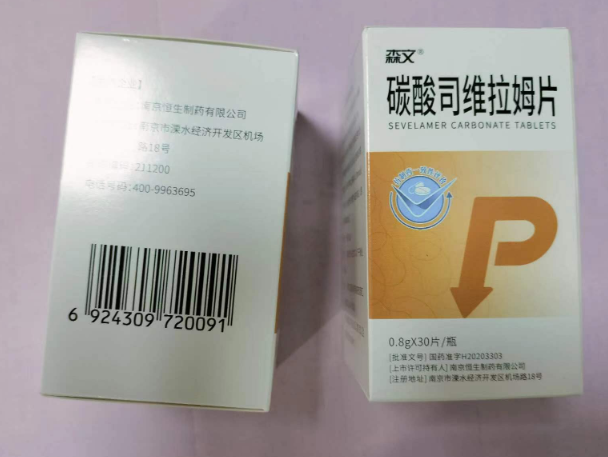 南京恒生制药有限公司
南京市溧水经济开发区机场
路18号
211200
400-9963695
6 924309 720091
森文®
碳酸司维拉姆片
SEVELAMER CARBONATE TABLETS
P
0.8gX30片/瓶
[批准文号] 国药准字H20203303
[上市许可持有人] 南京恒生制药有限公司
[注册地址] 南京市溧水经济开发区机场路18号